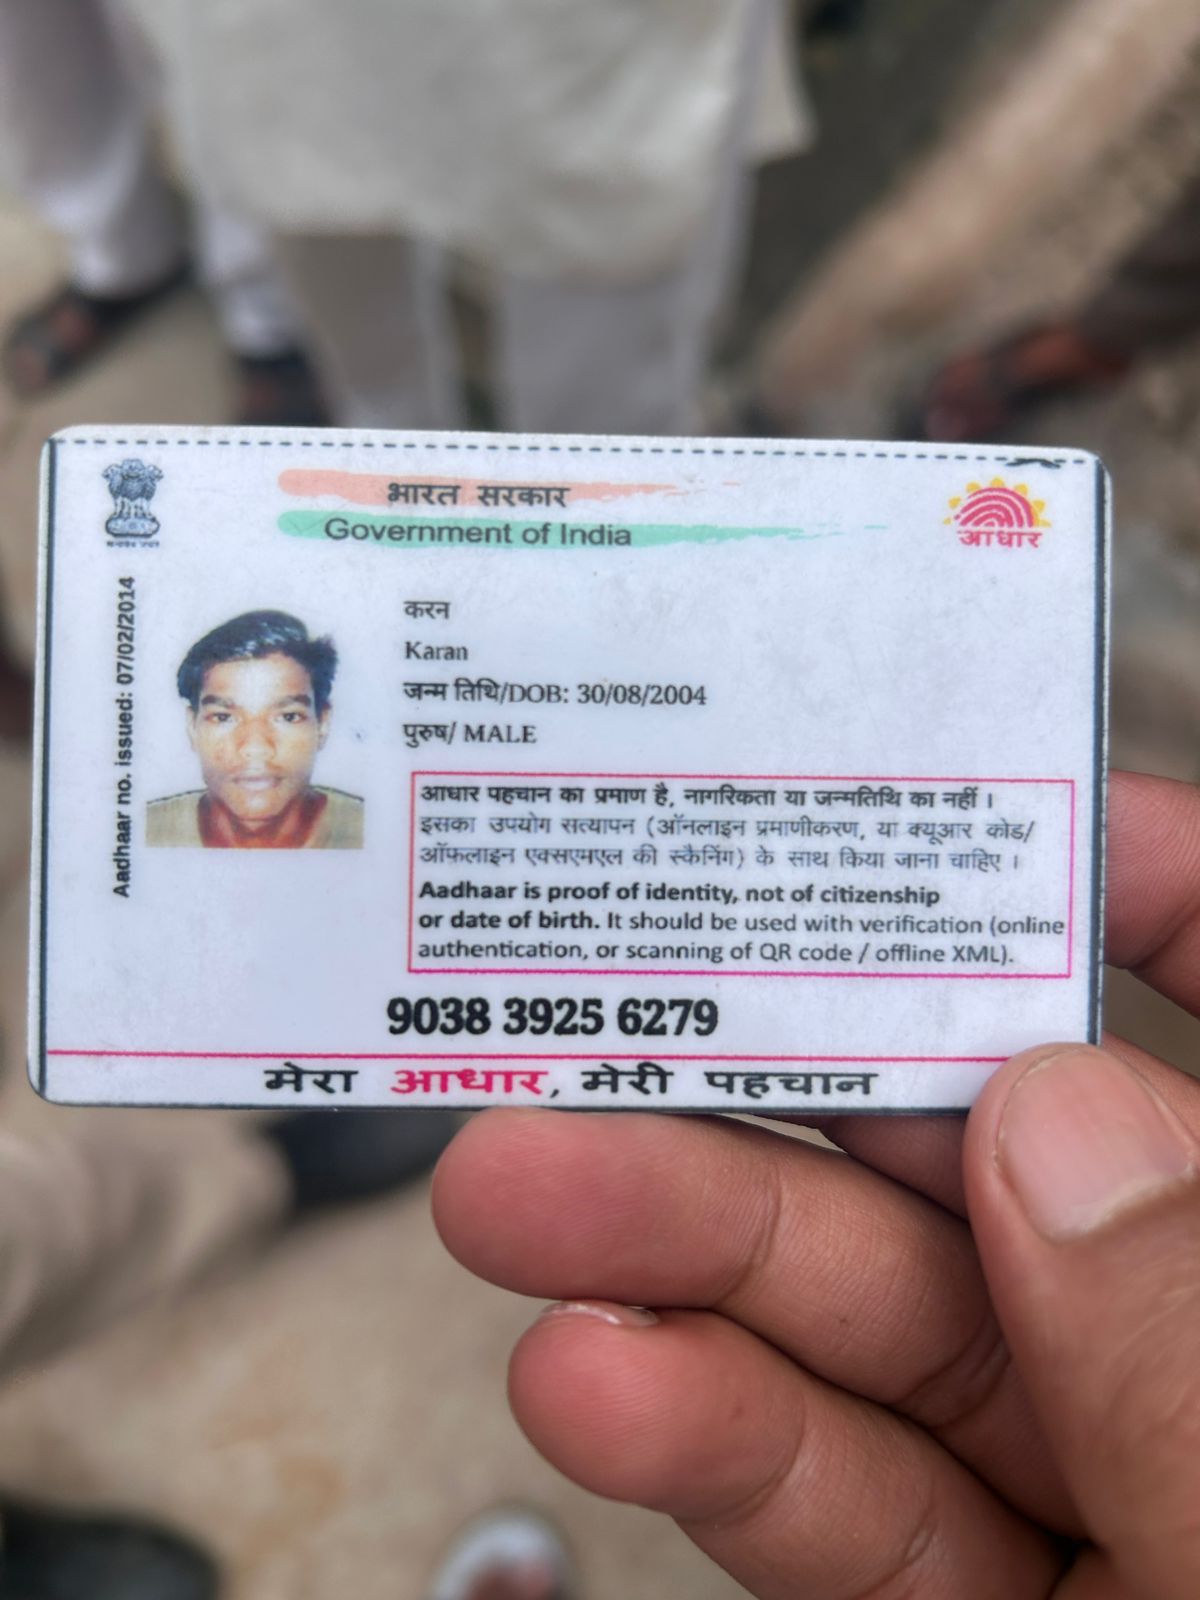 भारत सरकार
Government of India
आधार
Aadhaar no. issued: 07/02/2014
करन
Karan
जन्म तिथि/DOB: 30/08/2004
पुरुष/ MALE
आधार पहचान का प्रमाण है, नागरिकता या जन्मतिथि का नहीं ।
इसका उपयोग सत्यापन (ऑनलाइन प्रमाणीकरण, या क्यूआर कोड/
ऑफलाइन एक्सएमएल की स्कैनिंग) के साथ किया जाना चाहिए ।
Aadhaar is proof of identity, not of citizenship
or date of birth. It should be used with verification (online
authentication, or scanning of QR code / offline XML).
9038 3925 6279
मेरा आधार, मेरी पहचान